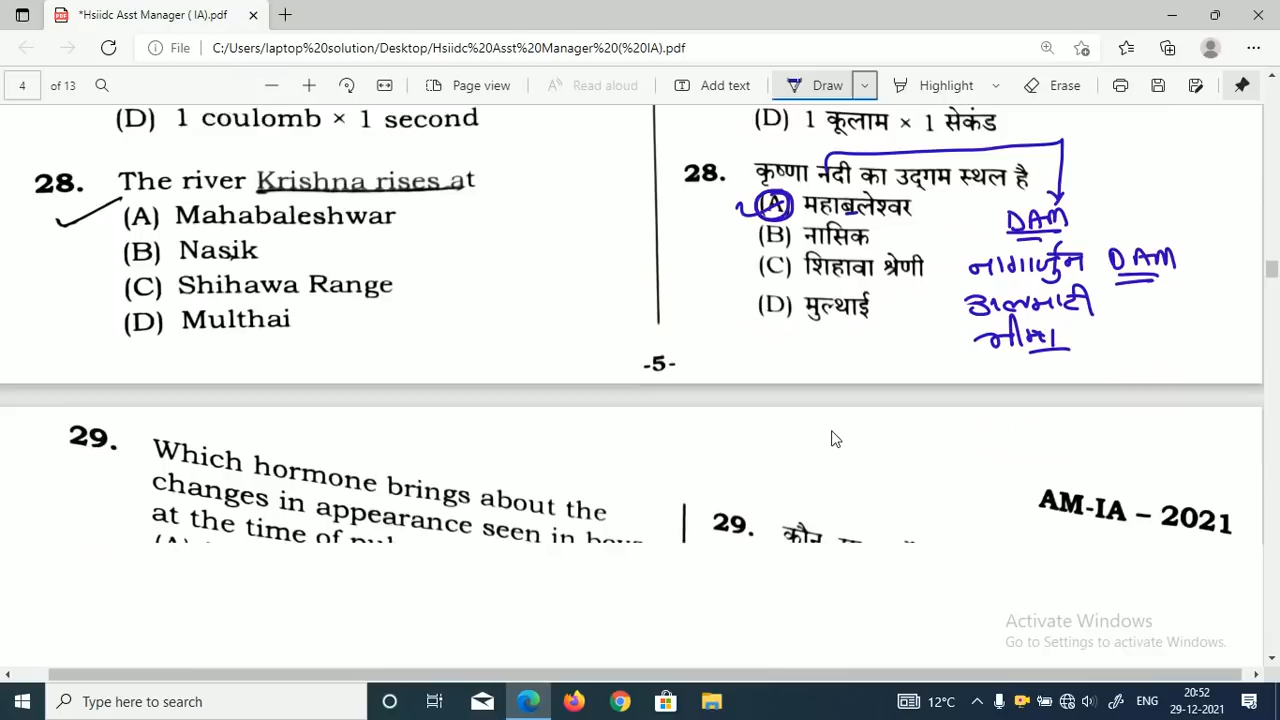 *Hsiidc Asst Manager ( IA).pdf
File C:/Users/laptop%20solution/Desktop/Hsiidc%20Asst%20Manager%20(%20IA).pdf
4 of 13 Page view Read aloud Add text Draw Highlight Erase
(D) 1 coulomb × 1 second
28. The river Krishna rises at
(A) Mahabaleshwar
(B) Nasik
(C) Shihawa Range
(D) Multhai
(D) 1 कूलाम × 1 सेकंड
28. कृष्णा नदी का उद्‌गम स्थल है
(A) महाबलेश्वर
(B) नासिक
(C) शिहावा श्रेणी
(D) मुल्थाई
DAM
नागार्जुन DAM
अलमाटी
-5-
29. Which hormone brings about the
changes in appearance seen in boys
at the time of
29. कौन
AM-IA – 2021
Activate Windows
Go to Settings to activate Windows.
Type here to search
12°C
ENG
20:52
29-12-2021